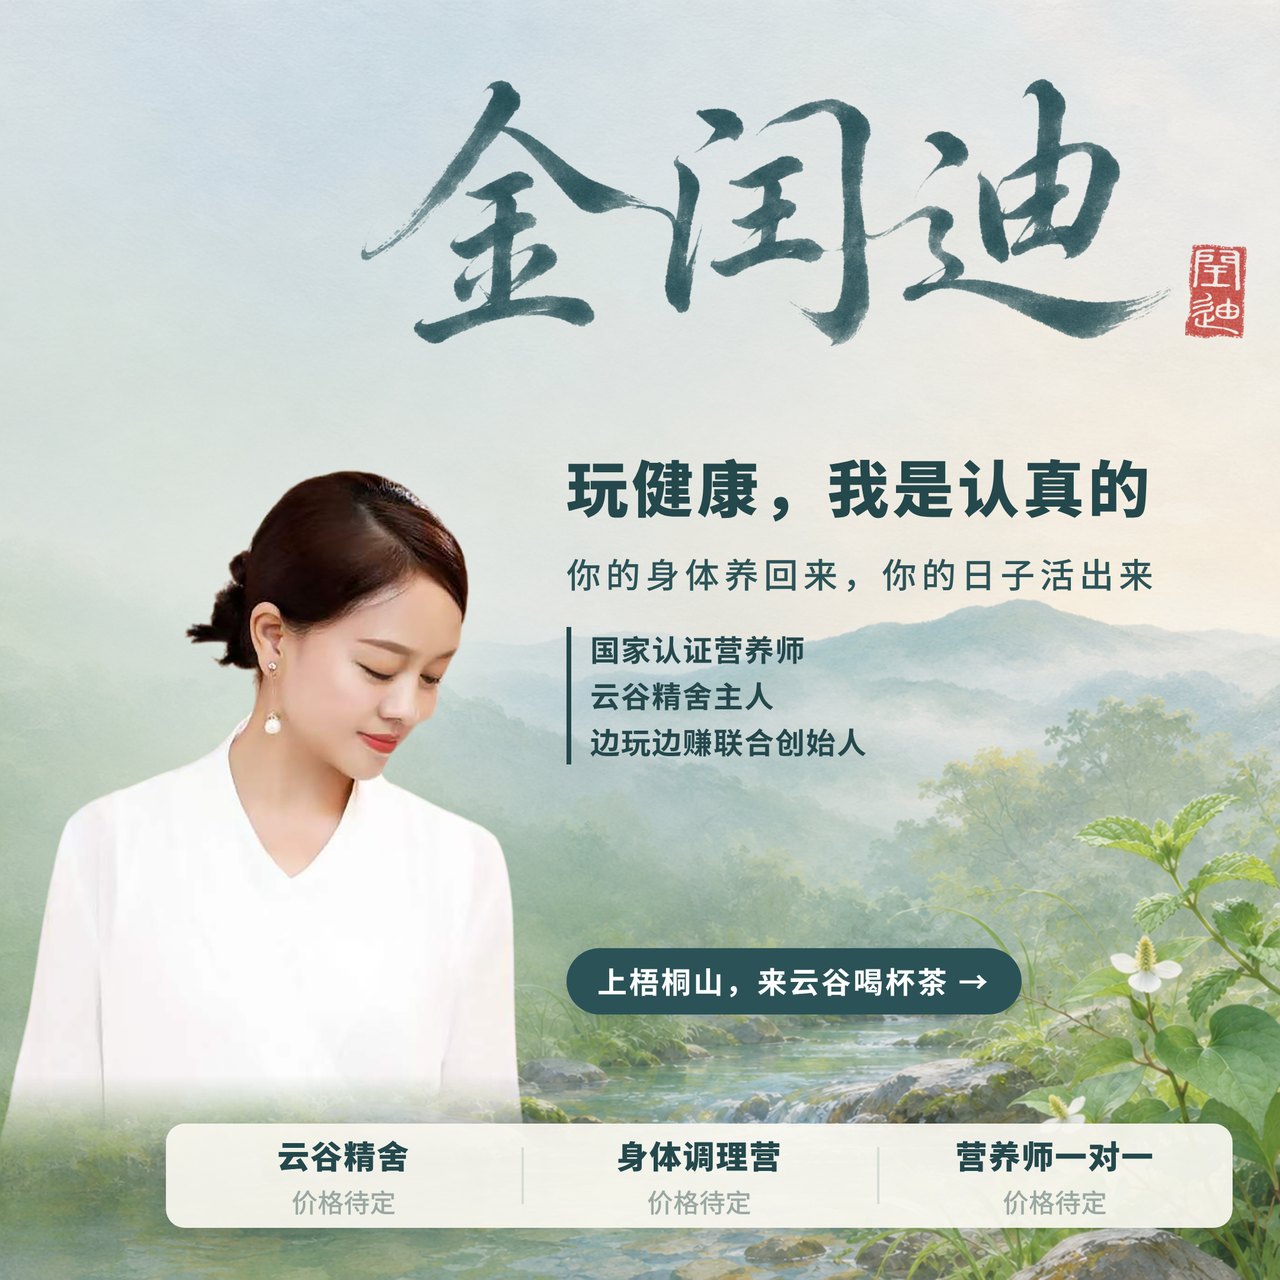 金闰迪
閏迪
玩健康，我是认真的
你的身体养回来，你的日子活出来
国家认证营养师
云谷精舍主人
边玩边赚联合创始人
上梧桐山，来云谷喝杯茶 →
云谷精舍 身体调理营 营养师一对一
价格待定 价格待定 价格待定